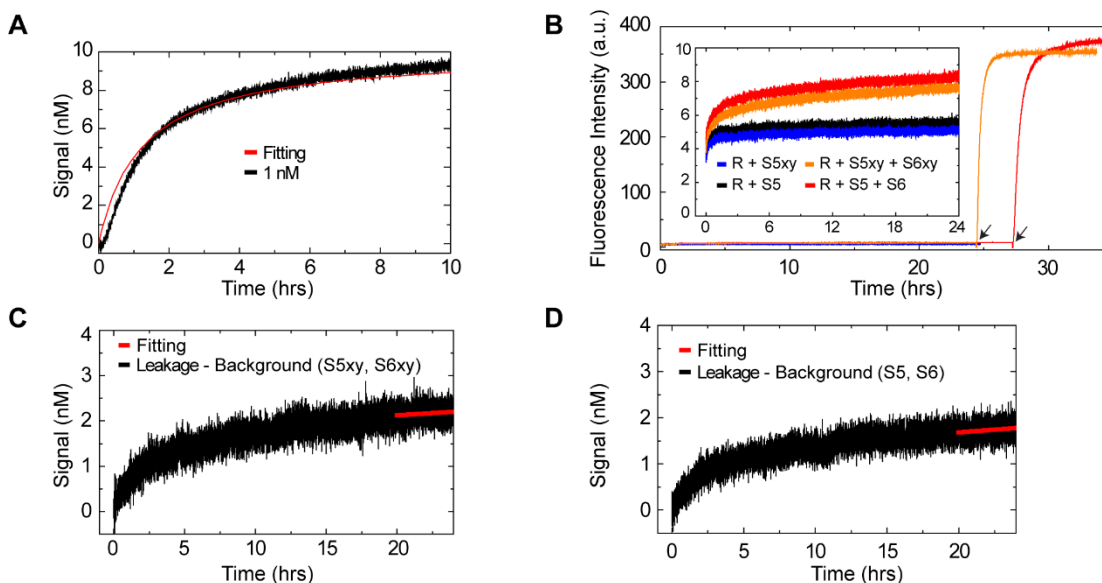 A
Signal (nM)
10
8
6
4
2
0
Fitting
1 nM
0 2 4 6 8 10
Time (hrs)
B
Fluorescence Intensity (a.u.)
400
300
200
100
0
10
8
6
4
2
0
R + S5xy R + S5xy + S6xy
R + S5 R + S5 + S6
0 6 12 18 24
0 10 20 30
Time (hrs)
C
Signal (nM)
4
3
2
1
0
Fitting
Leakage - Background (S5xy, S6xy)
0 5 10 15 20
Time (hrs)
D
Signal (nM)
4
3
2
1
0
Fitting
Leakage - Background (S5, S6)
0 5 10 15 20
Time (hrs)